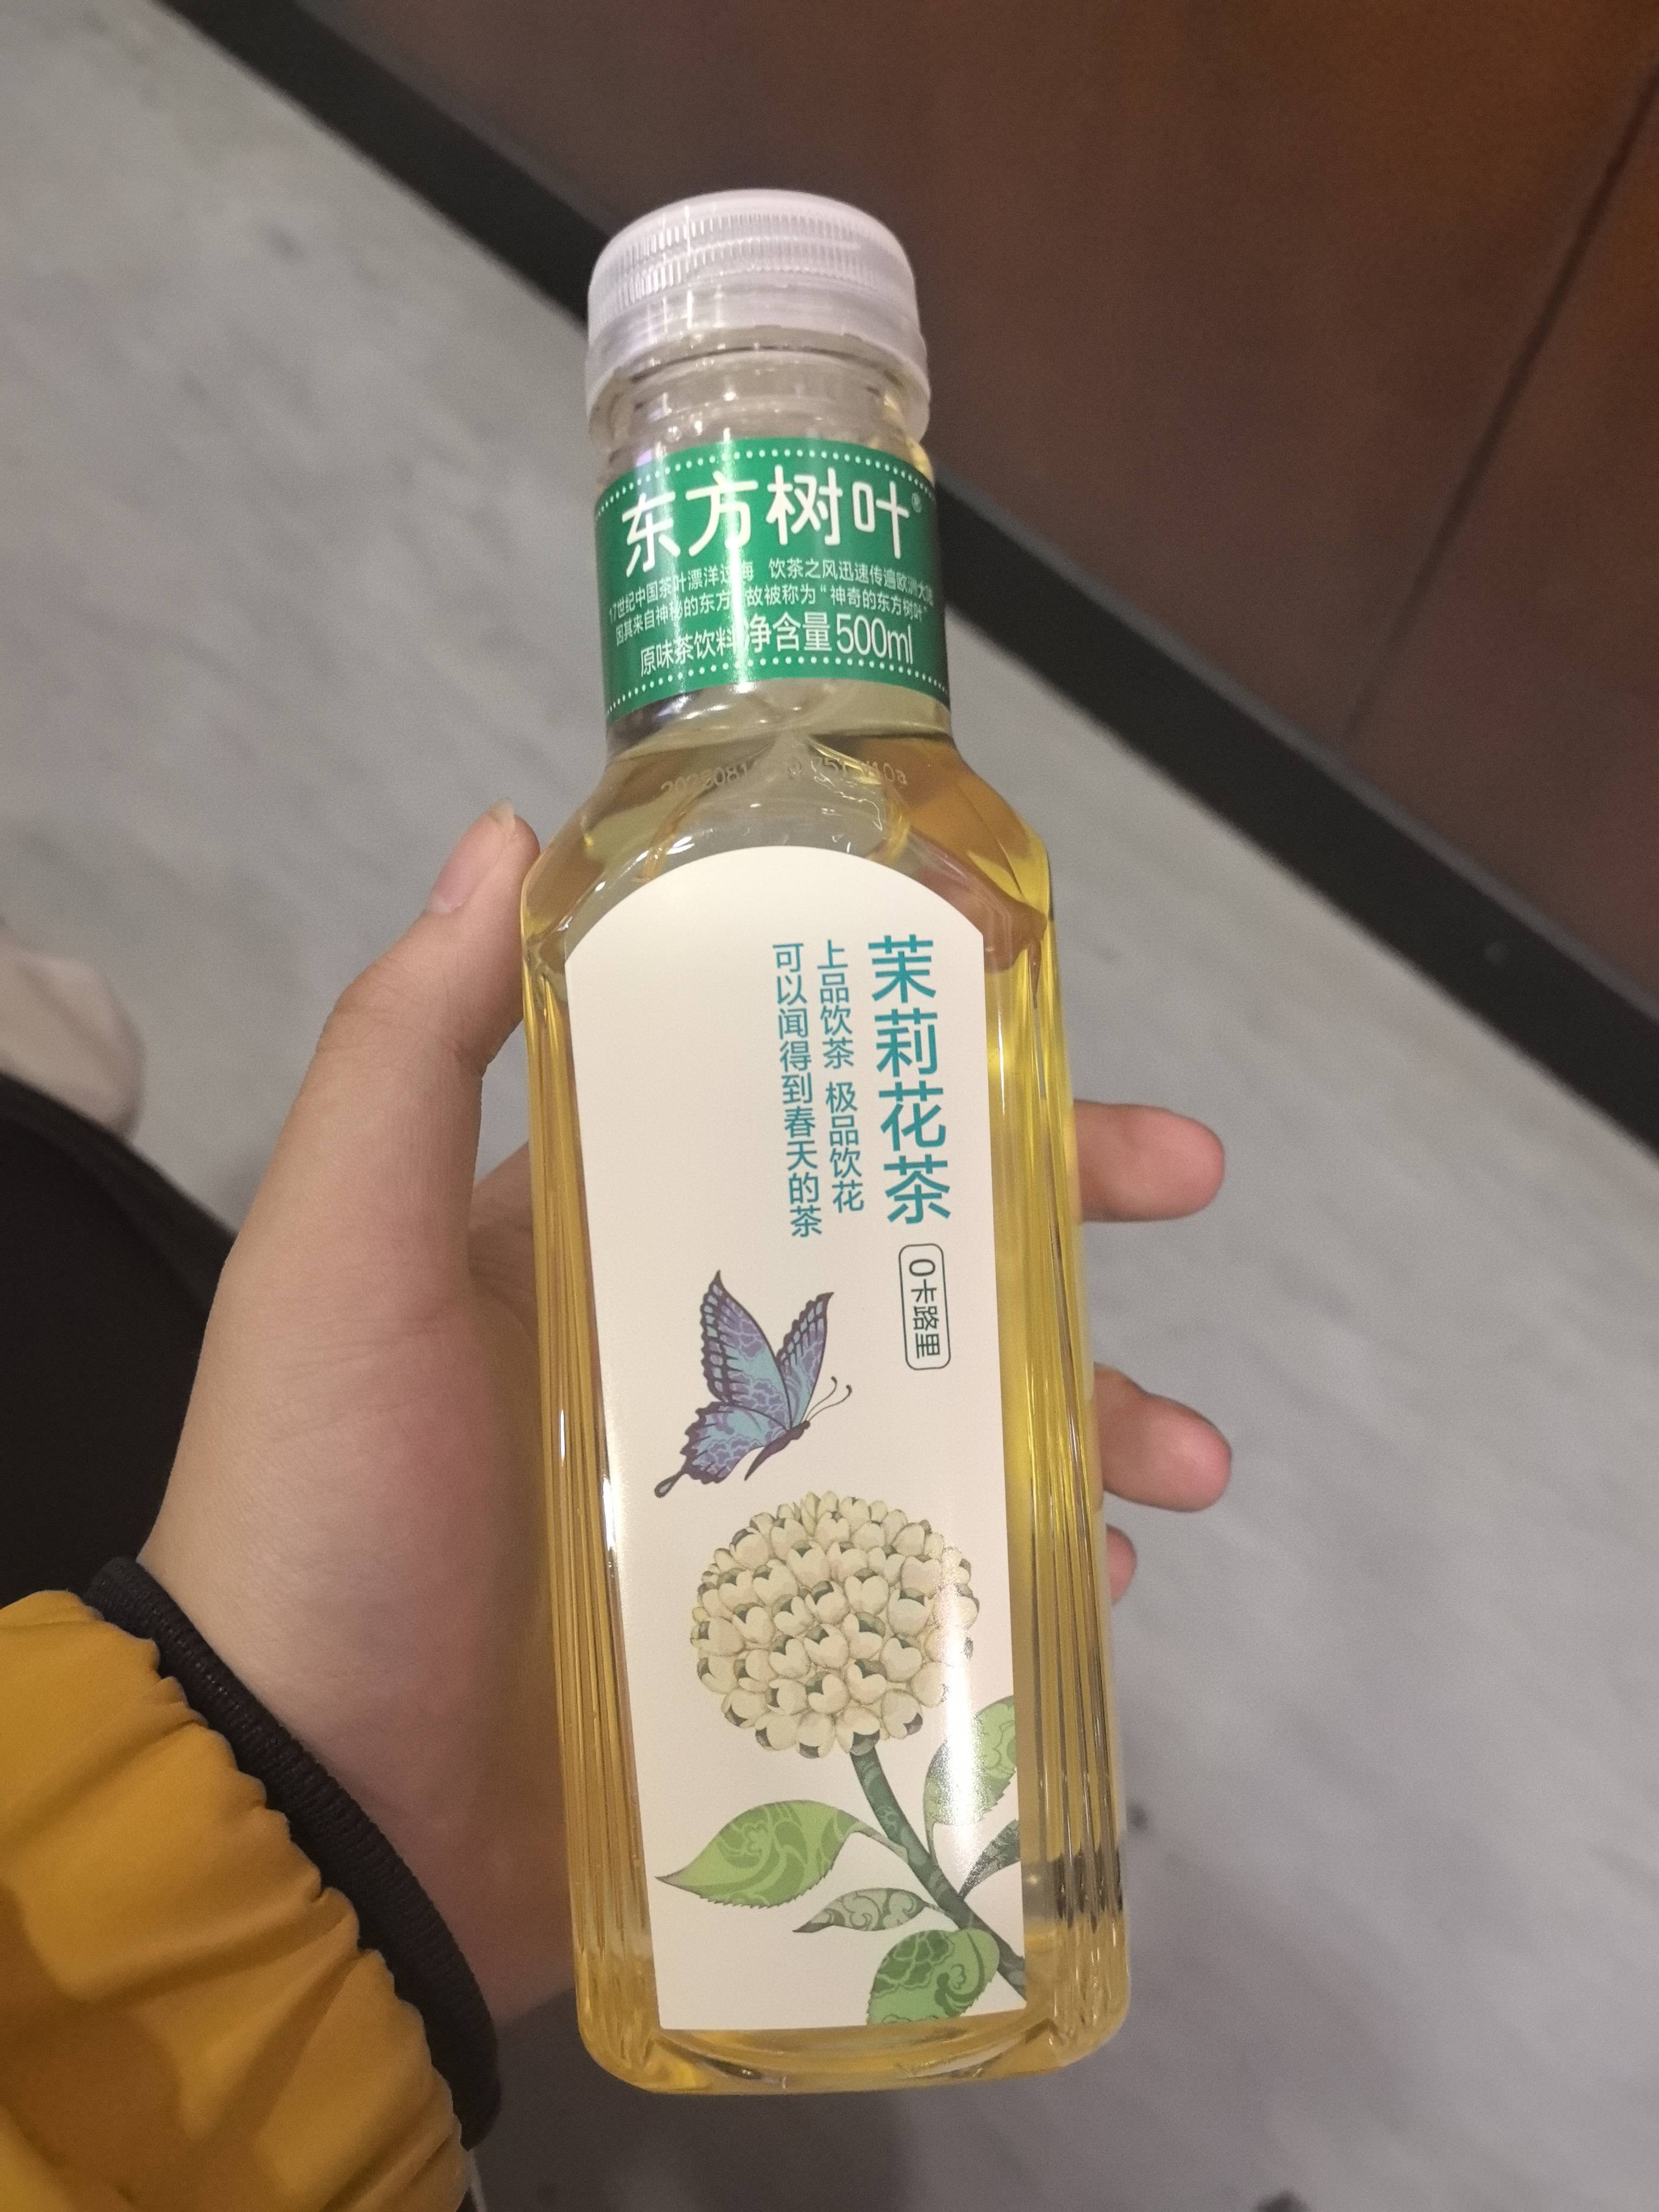 东方树叶®
17世纪中国茶叶漂洋过海 饮茶之风迅速传遍欧洲大陆
因其来自神秘的东方 故被称为“神奇的东方树叶”
原味茶饮料 净含量500ml
茉莉花茶 0卡路里
上品饮茶 极品饮花
可以闻得到春天的茶